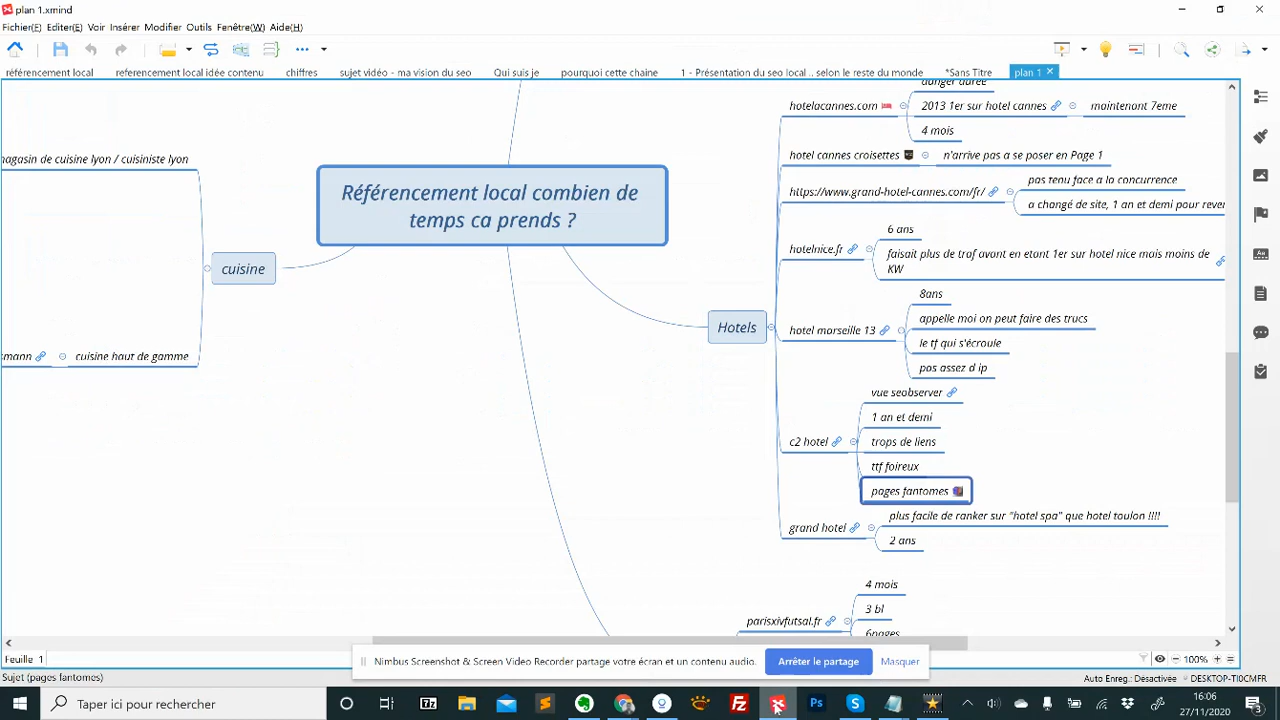 plan 1.xmind
Fichier(F) Editer(E) Voir Insérer Modifier Outils Fenêtre(W) Aide(H)
référencement local
referencement local idée contenu
chiffres
sujet vidéo - ma vision du seo
Qui suis je
pourquoi cette chaine
1 - Présentation du seo local .. selon le reste du monde
*Sans Titre
plan 1
danger durée
hotelacannes.com
2013 1er sur hotel cannes
maintenant 7eme
4 mois
magasin de cuisine lyon / cuisiniste lyon
hotel cannes croisettes
n'arrive pas a se poser en Page 1
Référencement local combien de
temps ca prends ?
https://www.grand-hotel-cannes.com/fr/
pas tenu face a la concurrence
a changé de site, 1 an et demi pour rever
hotelnice.fr
6 ans
faisait plus de traf avant en etant 1er sur hotel nice mais moins de
KW
cuisine
Hotels
hotel marseille 13
8ans
appelle moi on peut faire des trucs
le tf qui s'écroule
pas assez d ip
smann
cuisine haut de gamme
c2 hotel
vue seobserver
1 an et demi
trops de liens
ttf foireux
pages fantomes
grand hotel
plus facile de ranker sur "hotel spa" que hotel toulon !!!!
2 ans
parisxivfutsal.fr
4 mois
3 bl
6pages
Feuille 1
100%
Nimbus Screenshot & Screen Video Recorder partage votre écran et un contenu audio.
Arrêter le partage
Masquer
Sujet (pages fantomes)
Auto Enreg.: Désactivée
DESKTOP-TI0CMFR
Taper ici pour rechercher
16:06
27/11/2020